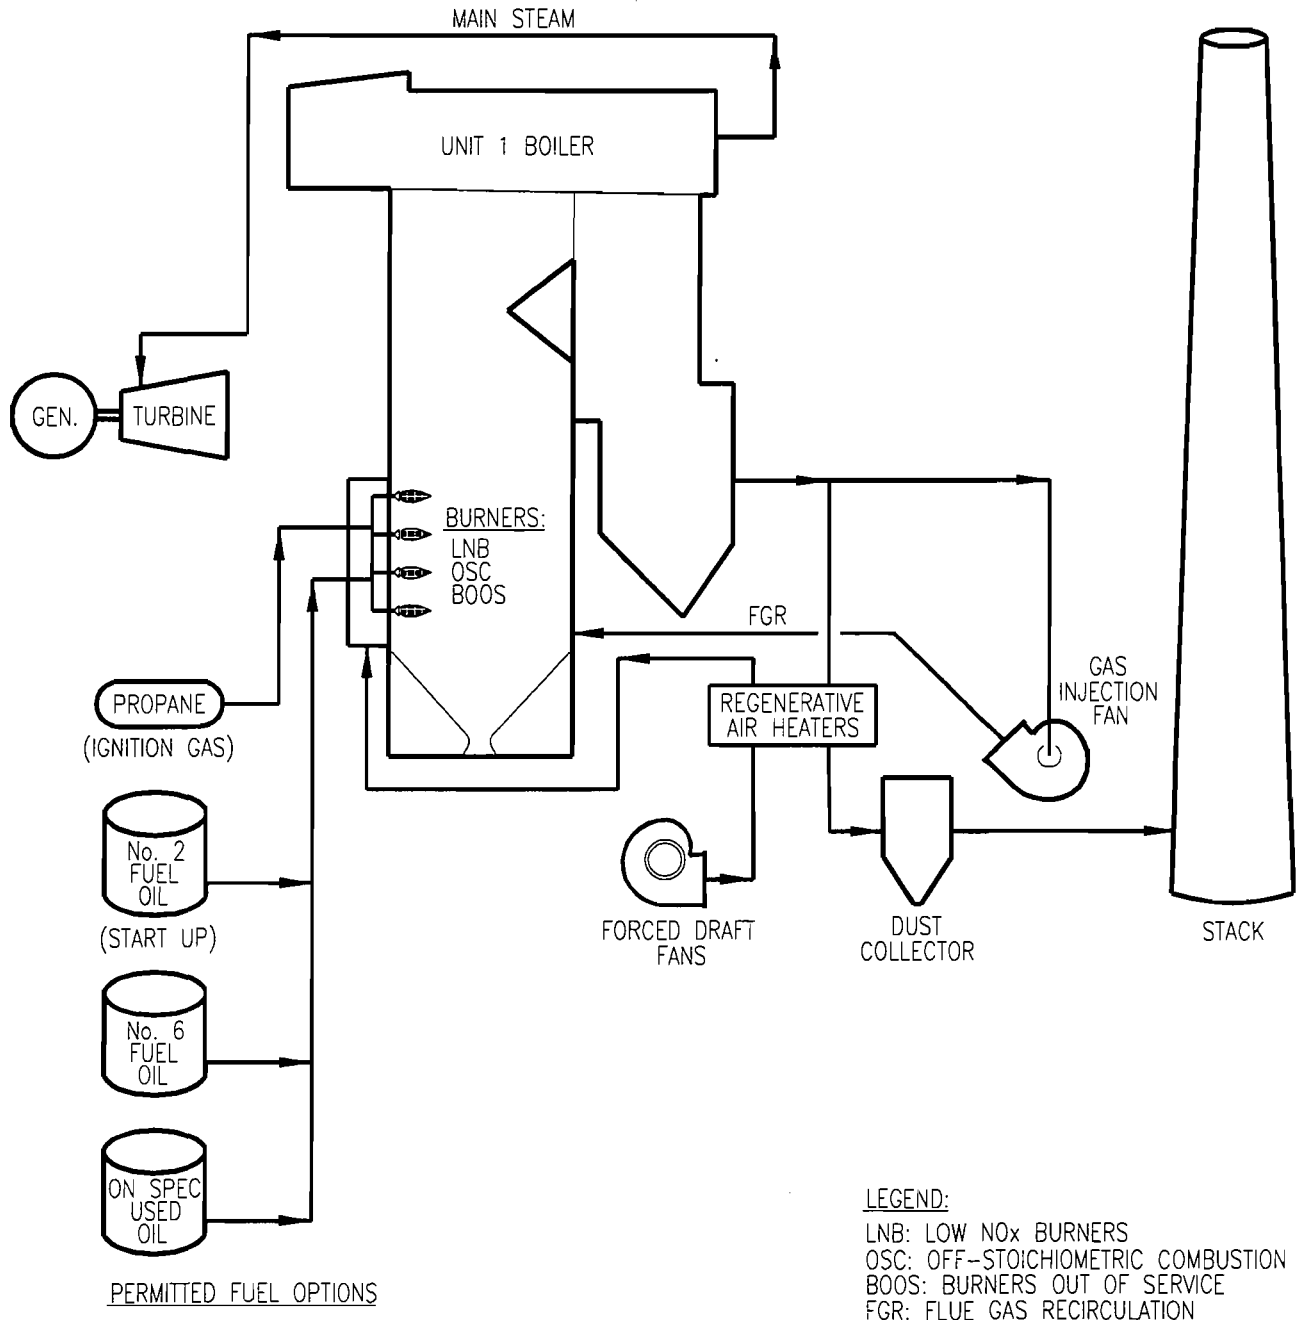 MAIN STEAM
UNIT 1 BOILER
GEN.
TURBINE
BURNERS:
LNB
OSC
BOOS
FGR
PROPANE
(IGNITION GAS)
REGENERATIVE
AIR HEATERS
GAS
INJECTION
FAN
No. 2
FUEL
OIL
(START UP)
FORCED DRAFT
FANS
DUST
COLLECTOR
STACK
No. 6
FUEL
OIL
ON SPEC
USED
OIL
PERMITTED FUEL OPTIONS
LEGEND:
LNB: LOW NOx BURNERS
OSC: OFF-STOICHIOMETRIC COMBUSTION
BOOS: BURNERS OUT OF SERVICE
FGR: FLUE GAS RECIRCULATION